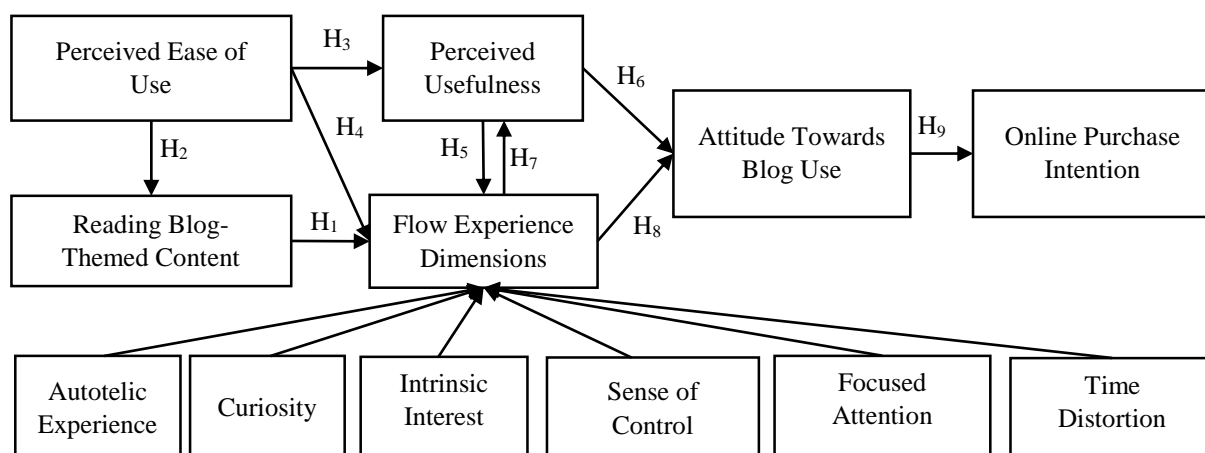 Perceived Ease of
Use
H₃
Perceived
Usefulness
H₆
H₄
H₂
H₅
H₇
Attitude Towards
Blog Use
H₉
Online Purchase
Intention
Reading Blog-
Themed Content
H₁
Flow Experience
Dimensions
H₈
Autotelic
Experience
Curiosity
Intrinsic
Interest
Sense of
Control
Focused
Attention
Time
Distortion